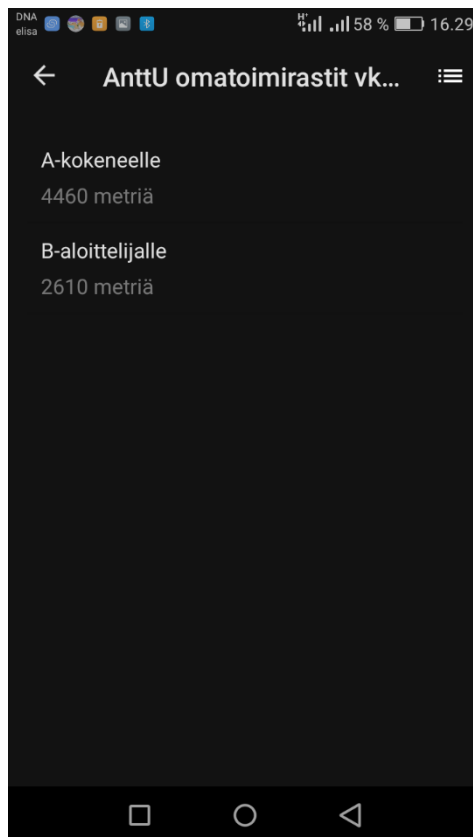 DNA
elisa
58 % 16.29
AnttU omatoimirastit vk...
A-kokeneelle
4460 metriä
B-aloittelijalle
2610 metriä